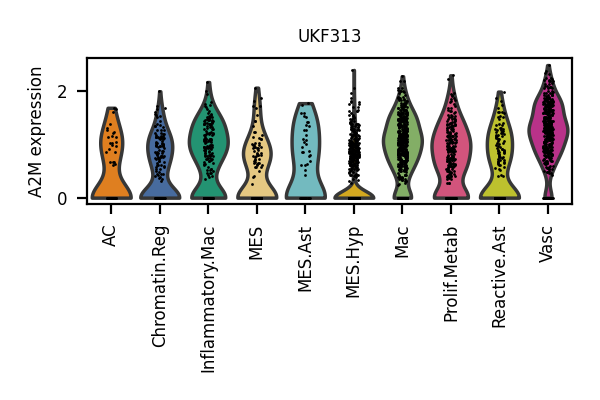 UKF313
A2M expression
2
0
AC
Chromatin.Reg
Inflammatory.Mac
MES
MES.Ast
MES.Hyp
Mac
Prolif.Metab
Reactive.Ast
Vasc